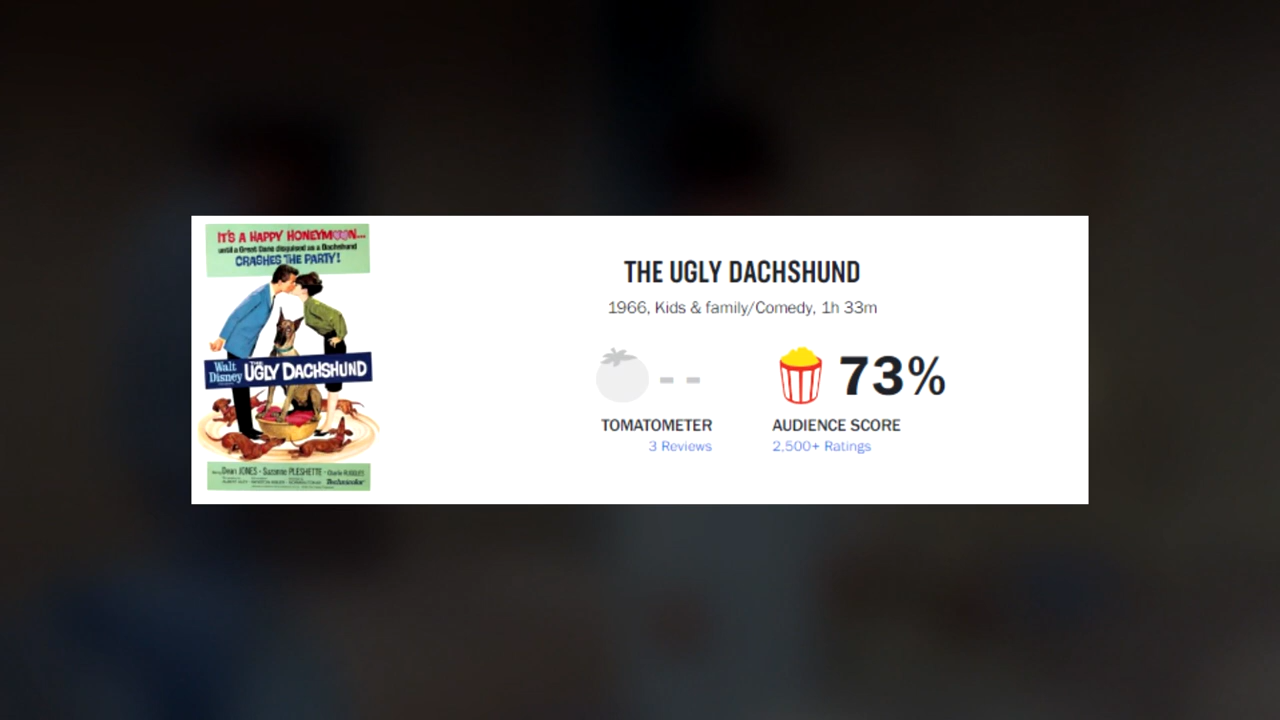 IT'S A HAPPY HONEYMOON...
until a Great Dane disguised as a Dachshund
CRASHES THE PARTY!
Walt
Disney
THE
UGLY DACHSHUND
Dean JONES · Suzanne PLESHETTE · Charlie RUGGLES
Technicolor
THE UGLY DACHSHUND
1966, Kids & family/Comedy, 1h 33m
- -
73%
TOMATOMETER
AUDIENCE SCORE
3 Reviews
2,500+ Ratings